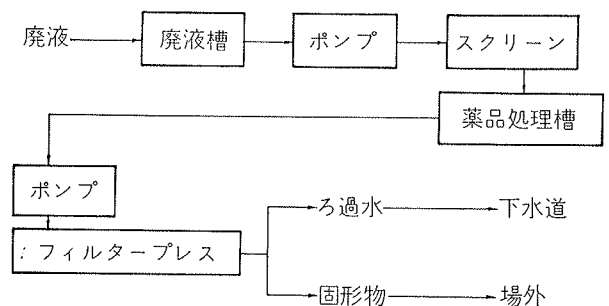 廃液 廃液槽 ポンプ スクリーン
薬品処理槽
ポンプ
ろ過水 下水道
: フィルタープレス
固形物 場外